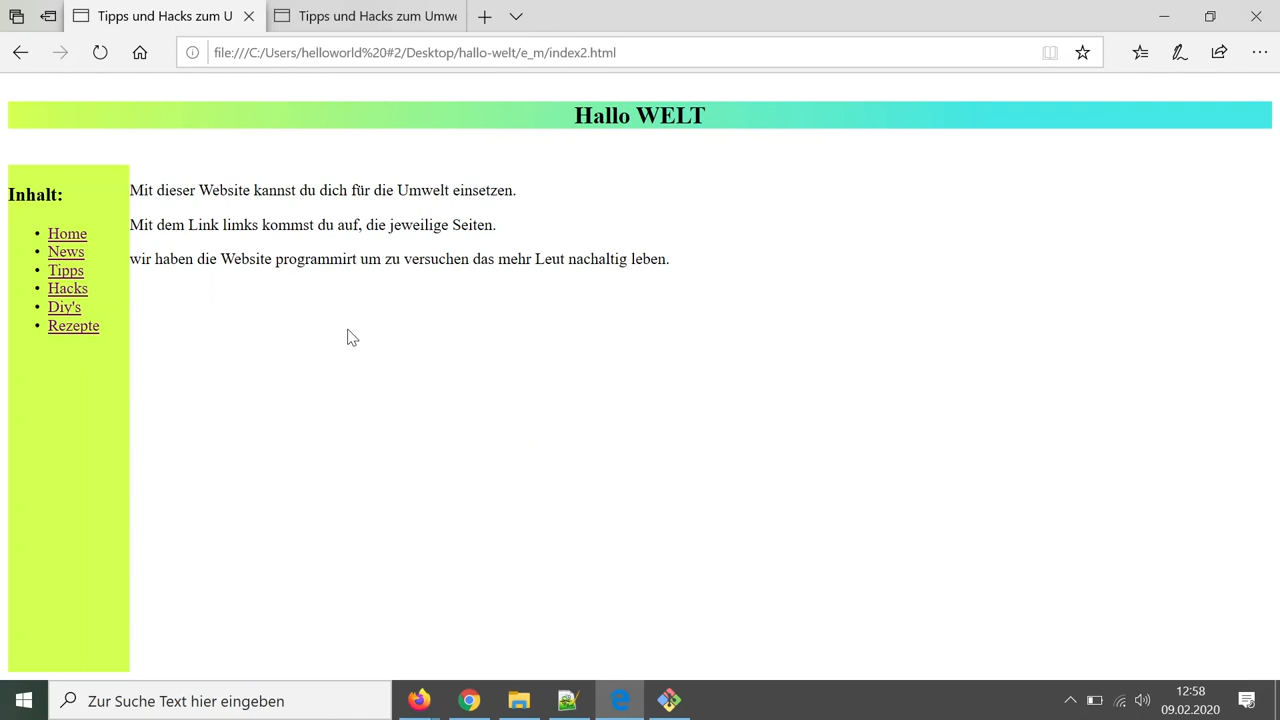 Tipps und Hacks zum U
Tipps und Hacks zum Umwe
file:///C:/Users/helloworld%20#2/Desktop/hallo-welt/e_m/index2.html
Hallo WELT
Inhalt:
Home
News
Tipps
Hacks
Diy's
Rezepte
Mit dieser Website kannst du dich für die Umwelt einsetzen.
Mit dem Link limks kommst du auf, die jeweilige Seiten.
wir haben die Website programmirt um zu versuchen das mehr Leut nachaltig leben.
Zur Suche Text hier eingeben
12:58
09.02.2020